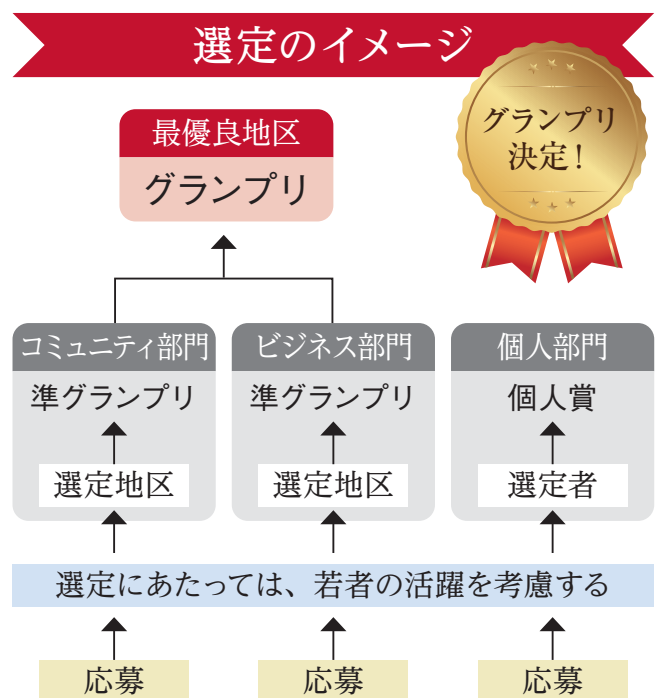 選定のイメージ
グランプリ
決定！
最優良地区
グランプリ
コミュニティ部門
準グランプリ
選定地区
ビジネス部門
準グランプリ
選定地区
個人部門
個人賞
選定者
選定にあたっては、若者の活躍を考慮する
応募
応募
応募